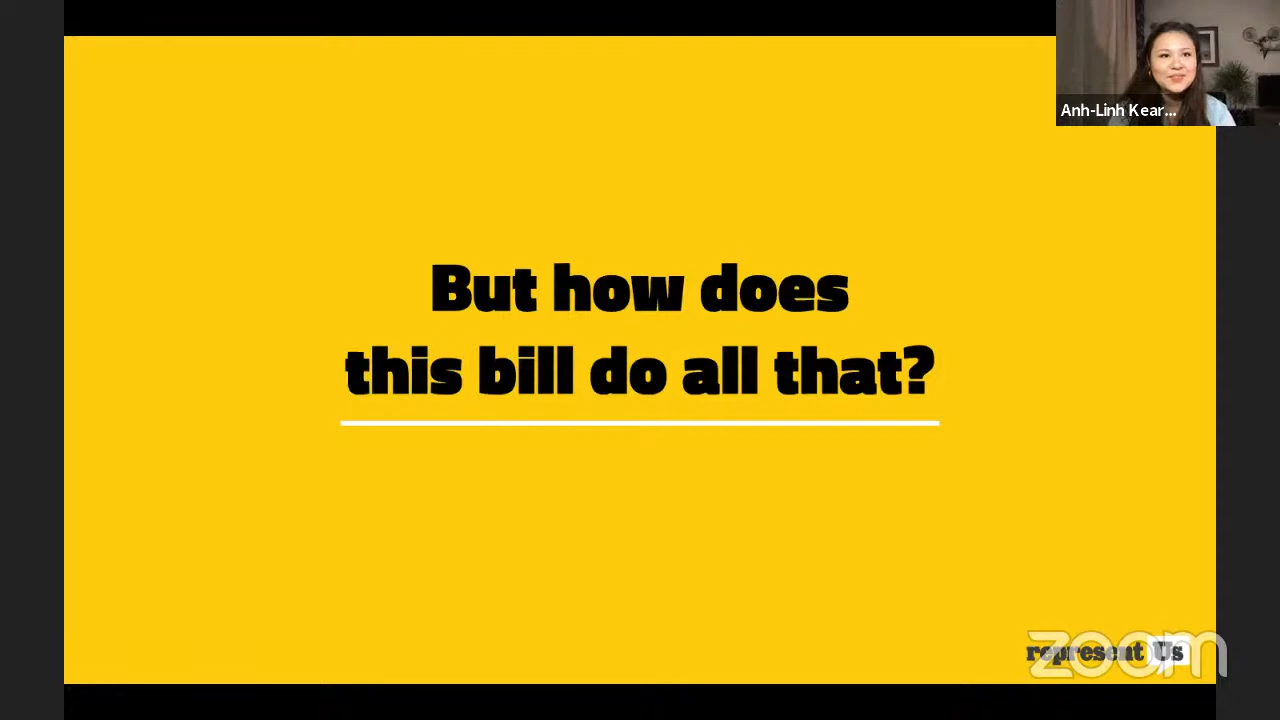 Anh-Linh Kear...
But how does
this bill do all that?
represent Us
zoom